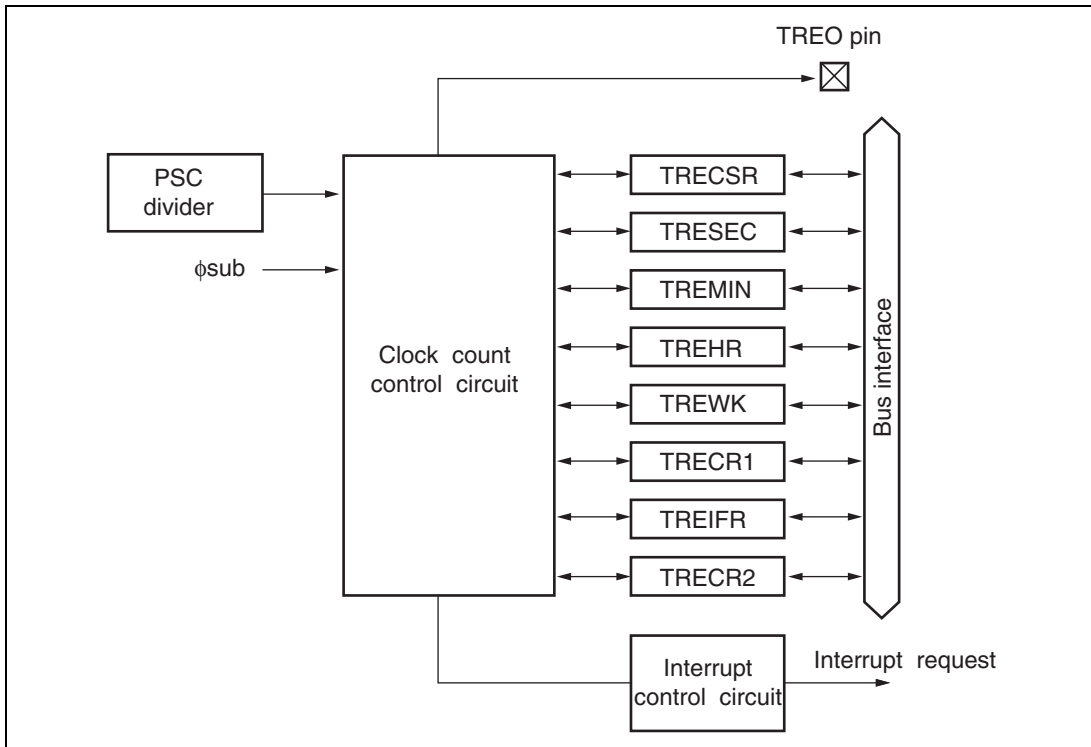 TREO pin
PSC
divider
ϕsub
Clock count
control circuit
TRECSR
TRESEC
TREMIN
TREHR
TREWK
TRECR1
TREIFR
TRECR2
Bus interface
Interrupt
control circuit
Interrupt request